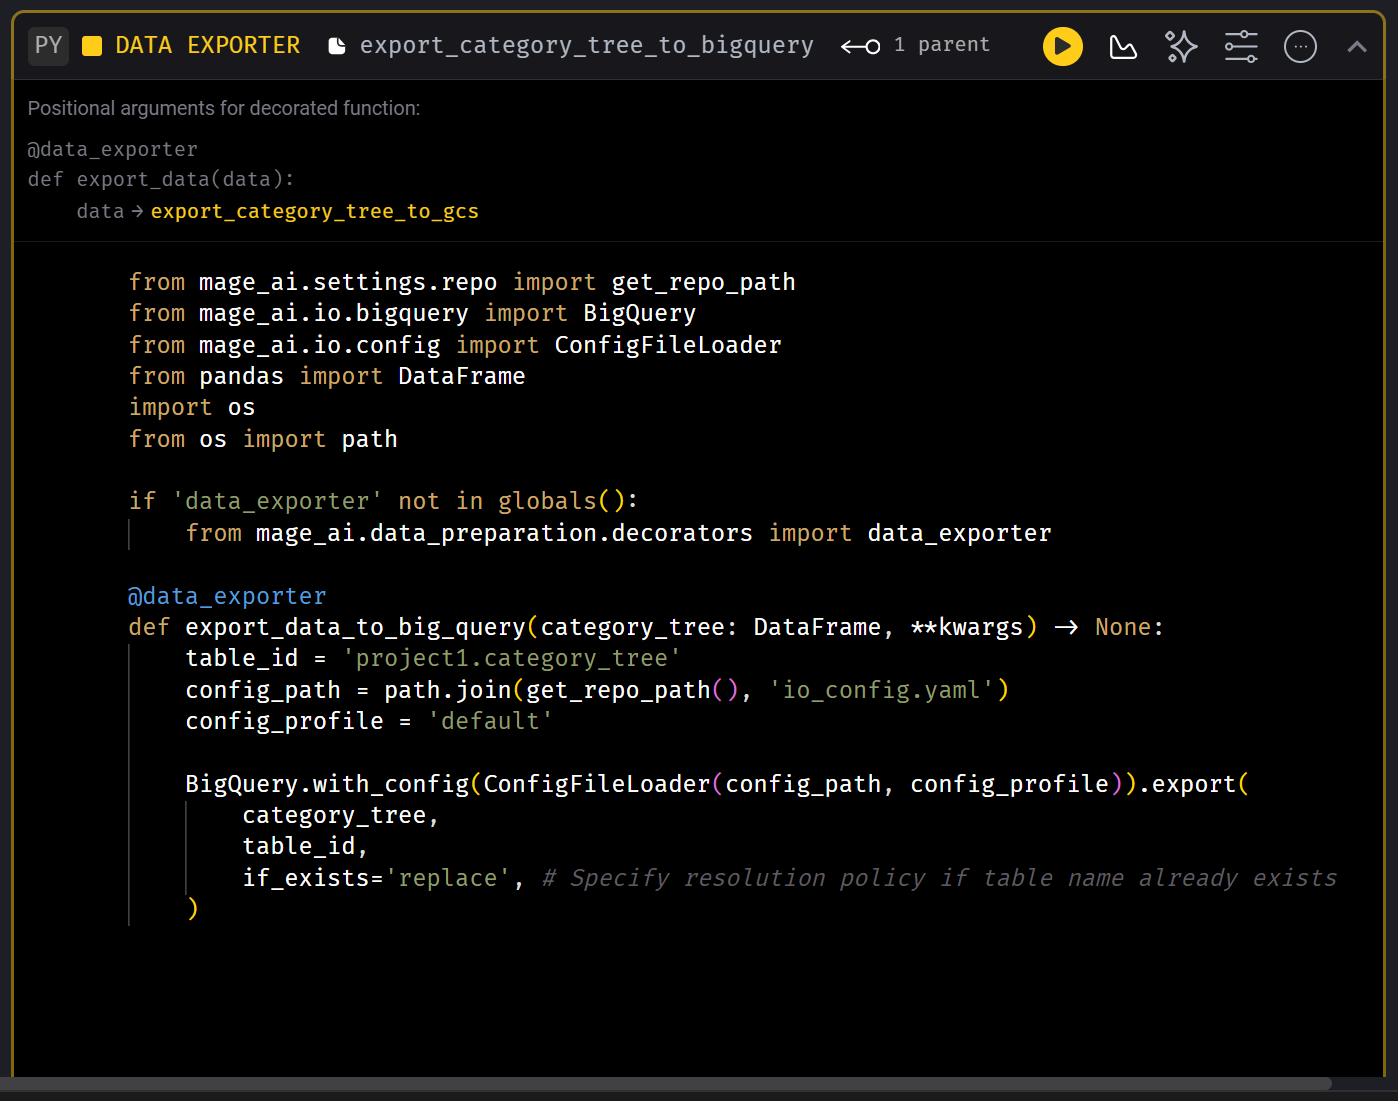 PY DATA EXPORTER export_category_tree_to_bigquery 1 parent
Positional arguments for decorated function:
@data_exporter
def export_data(data):
    data → export_category_tree_to_gcs
from mage_ai.settings.repo import get_repo_path
from mage_ai.io.bigquery import BigQuery
from mage_ai.io.config import ConfigFileLoader
from pandas import DataFrame
import os
from os import path
if 'data_exporter' not in globals():
    from mage_ai.data_preparation.decorators import data_exporter
@data_exporter
def export_data_to_big_query(category_tree: DataFrame, **kwargs) -> None:
    table_id = 'project1.category_tree'
    config_path = path.join(get_repo_path(), 'io_config.yaml')
    config_profile = 'default'
    BigQuery.with_config(ConfigFileLoader(config_path, config_profile)).export(
        category_tree,
        table_id,
        if_exists='replace', # Specify resolution policy if table name already exists
    )